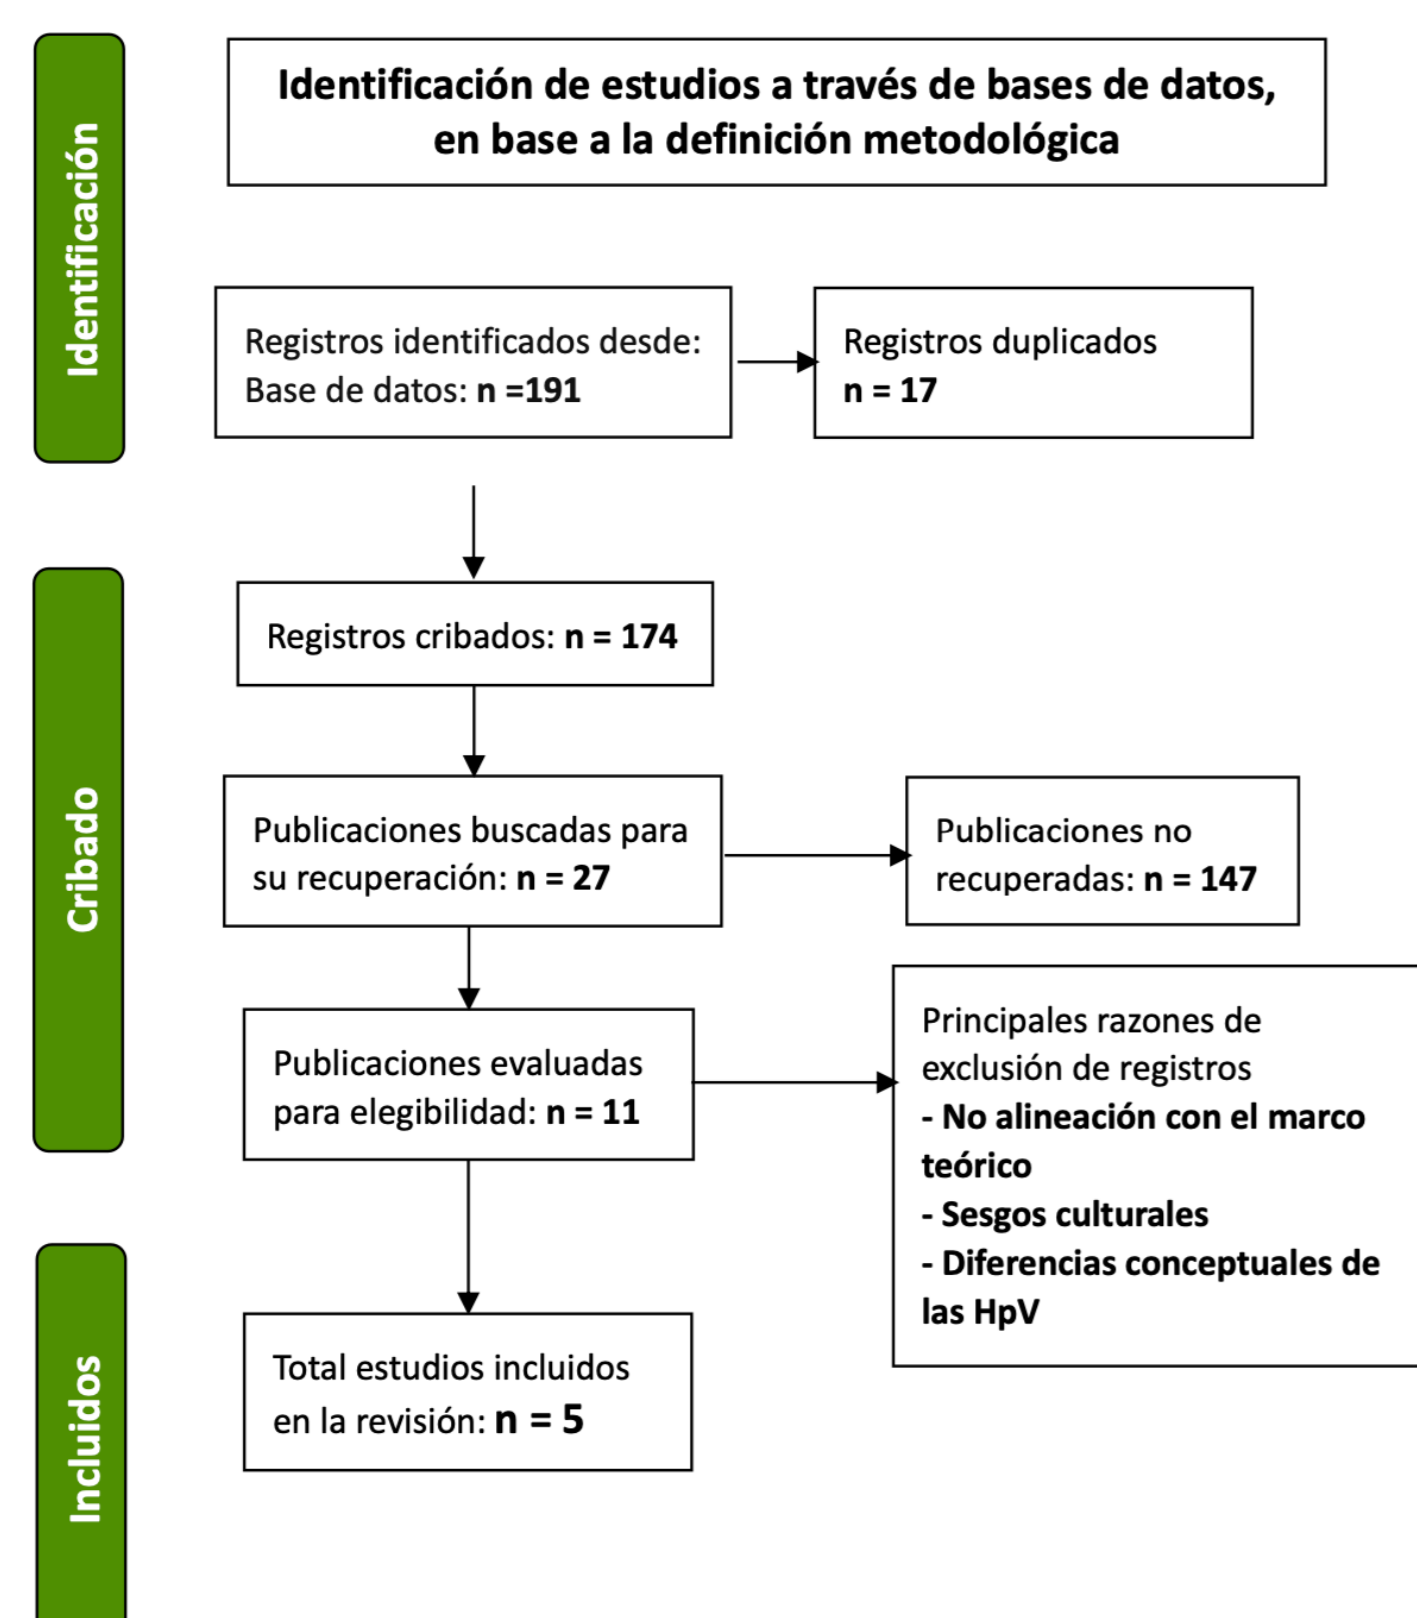 Identificación
Identificación de estudios a través de bases de datos,
en base a la definición metodológica
Registros identificados desde:
Base de datos: n =191
Registros duplicados
n = 17
Cribado
Registros cribados: n = 174
Publicaciones buscadas para
su recuperación: n = 27
Publicaciones no
recuperadas: n = 147
Publicaciones evaluadas
para elegibilidad: n = 11
Principales razones de
exclusión de registros
- No alineación con el marco
teórico
- Sesgos culturales
- Diferencias conceptuales de
las HpV
Incluidos
Total estudios incluidos
en la revisión: n = 5